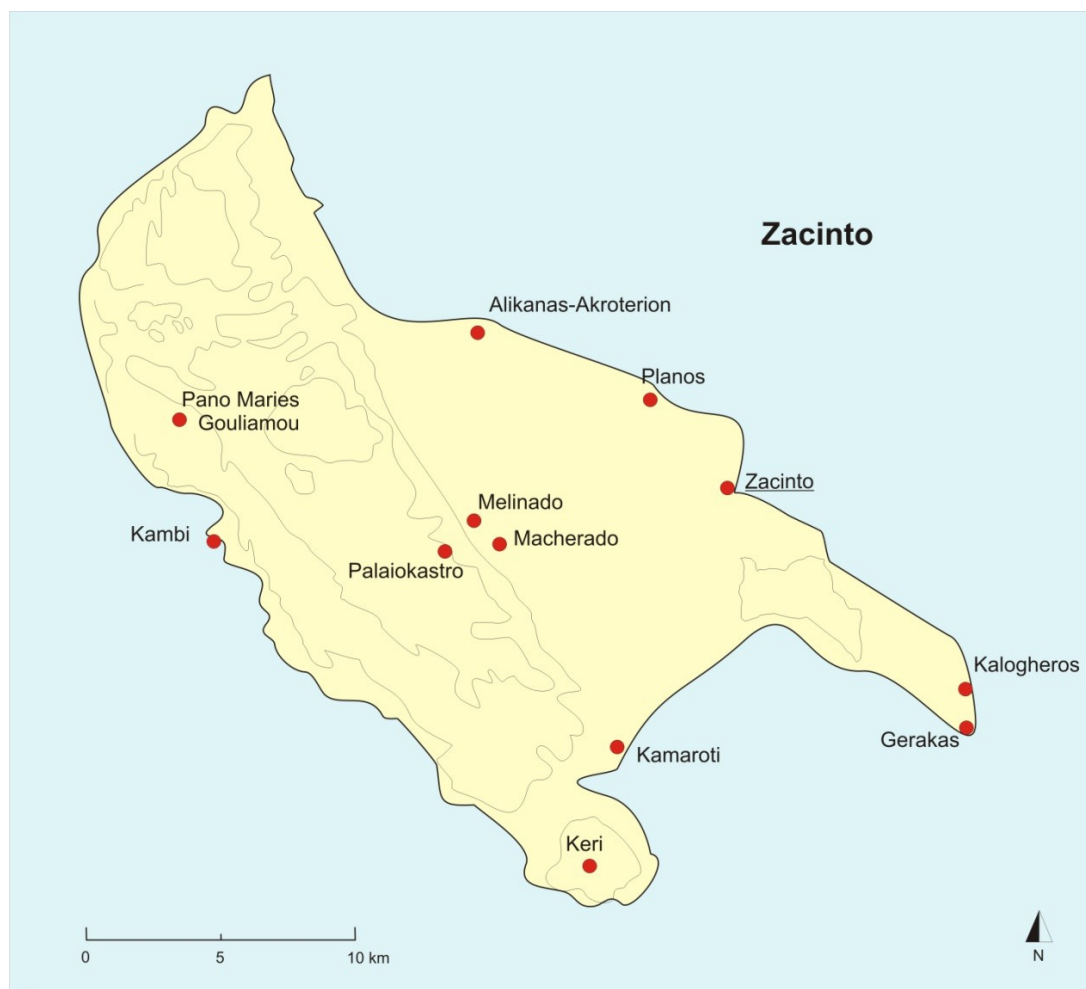 Zacinto
Alikanas-Akroterion
Planos
Pano Maries
Gouliamou
Zacinto
Melinado
Kambi
Macherado
Palaiokastro
Kalogheros
Gerakas
Kamaroti
Keri
0 5 10 km
N